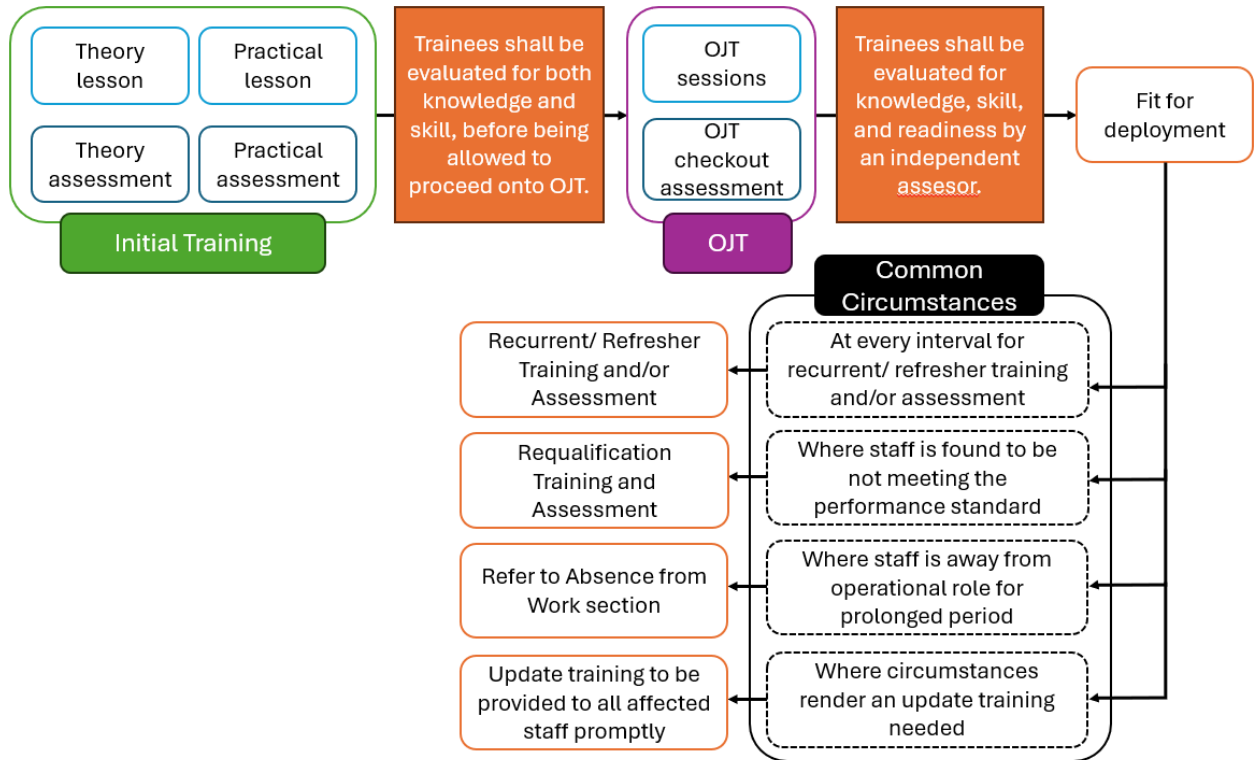 Theory
lesson
Practical
lesson
Theory
assessment
Practical
assessment
Initial Training
Trainees shall be
evaluated for both
knowledge and
skill, before being
allowed to
proceed onto OJT.
OJT
sessions
OJT
checkout
assessment
OJT
Trainees shall be
evaluated for
knowledge, skill,
and readiness by
an independent
assesor.
Fit for
deployment
Common
Circumstances
Recurrent/ Refresher
Training and/or
Assessment
At every interval for
recurrent/ refresher training
and/or assessment
Requalification
Training and
Assessment
Where staff is found to be
not meeting the
performance standard
Refer to Absence from
Work section
Where staff is away from
operational role for
prolonged period
Update training to be
provided to all affected
staff promptly
Where circumstances
render an update training
needed